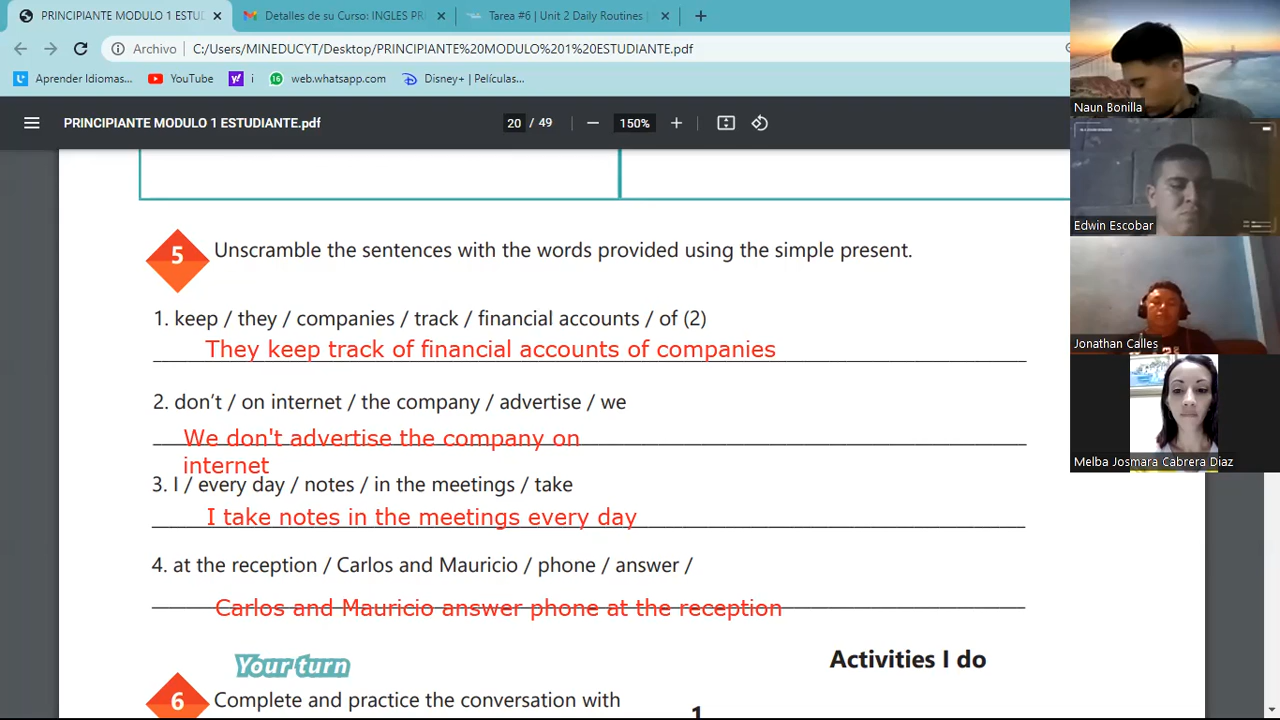 PRINCIPIANTE MODULO 1 ESTUD
Detalles de su Curso: INGLES PR
Tarea #6 | Unit 2 Daily Routines |
Archivo C:/Users/MINEDUCYT/Desktop/PRINCIPIANTE%20MODULO%201%20ESTUDIANTE.pdf
Aprender Idiomas... YouTube i web.whatsapp.com Disney+ | Películas...
PRINCIPIANTE MODULO 1 ESTUDIANTE.pdf 20 / 49 — 150% +
5 Unscramble the sentences with the words provided using the simple present.
1. keep / they / companies / track / financial accounts / of (2)
They keep track of financial accounts of companies
2. don't / on internet / the company / advertise / we
We don't advertise the company on
internet
3. I / every day / notes / in the meetings / take
I take notes in the meetings every day
4. at the reception / Carlos and Mauricio / phone / answer /
Carlos and Mauricio answer phone at the reception
Your turn
Activities I do
6 Complete and practice the conversation with
1
Naun Bonilla
Edwin Escobar
Jonathan Calles
Melba Josmara Cabrera Diaz